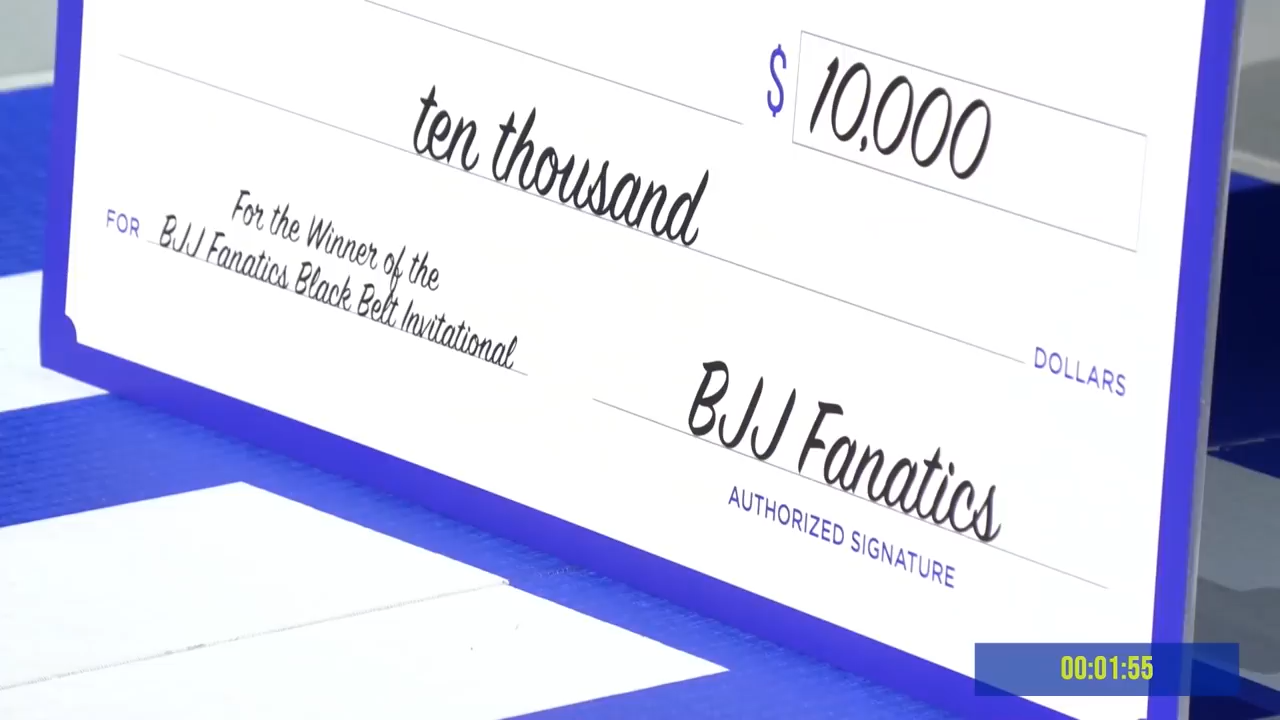 $ 10,000
ten thousand
DOLLARS
For the Winner of the
FOR BJJ Fanatics Black Belt Invitational
BJJ Fanatics
AUTHORIZED SIGNATURE
00:01:55